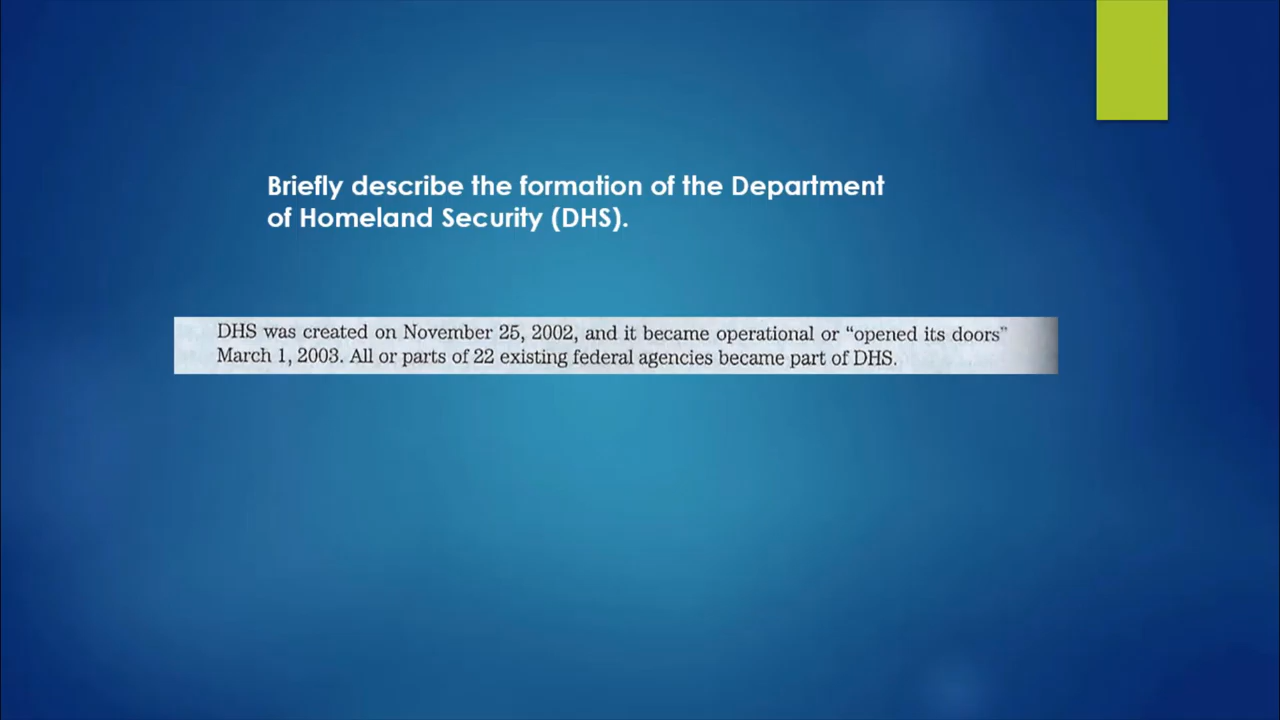 Briefly describe the formation of the Department
of Homeland Security (DHS).
DHS was created on November 25, 2002, and it became operational or “opened its doors”
March 1, 2003. All or parts of 22 existing federal agencies became part of DHS.